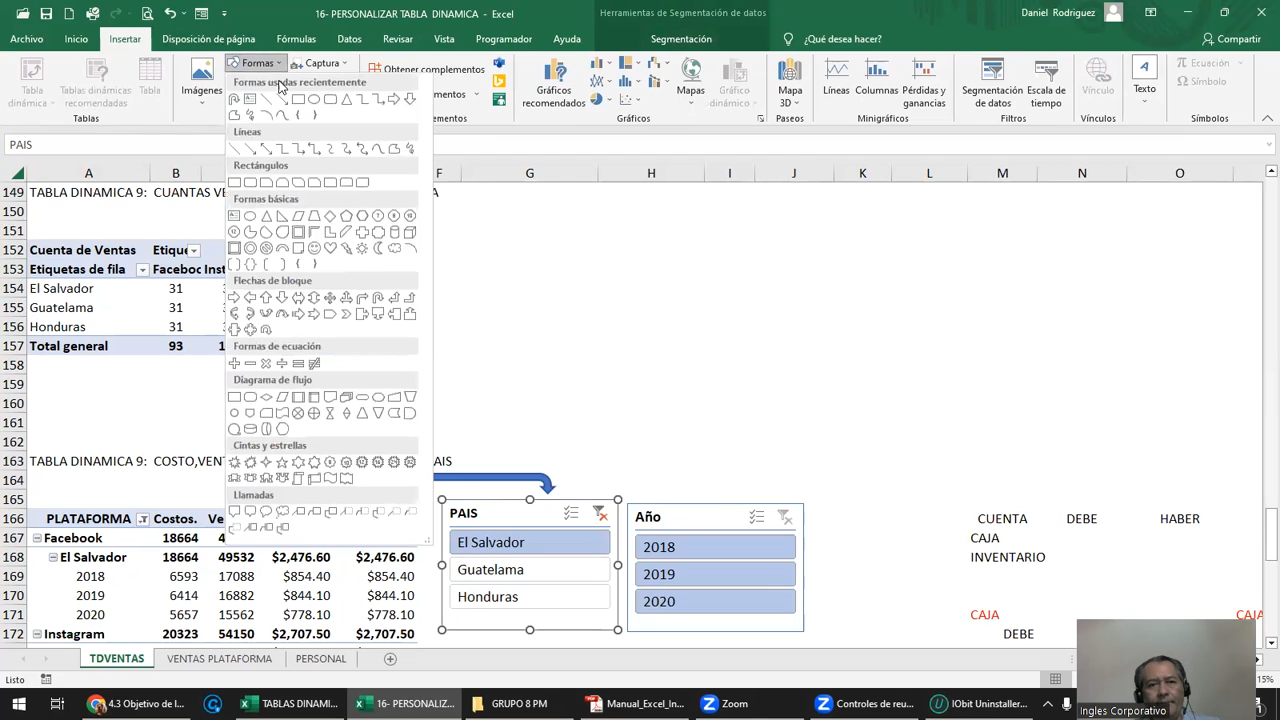 16- PERSONALIZAR TABLA DINAMICA - Excel
Herramientas de Segmentación de datos
Daniel Rodriguez
Archivo Inicio Insertar Disposición de página Fórmulas Datos Revisar Vista Programador Ayuda Segmentación ¿Qué desea hacer? Compartir
Tabla dinámica
Tablas dinámicas recomendadas
Tabla
Tablas
Imágenes
Formas
Captura
Obtener complementos
Gráficos recomendados
Mapas
Gráfico dinámico
Gráficos
Mapa 3D
Paseos
Líneas Columnas Pérdidas y ganancias
Minigráficos
Segmentación de datos
Escala de tiempo
Filtros
Vínculo
Vínculos
Texto
Ecuación
Símbolo
Símbolos
Formas usadas recientemente
Líneas
Rectángulos
Formas básicas
Flechas de bloque
Formas de ecuación
Diagrama de flujo
Cintas y estrellas
Llamadas
PAIS
A B F G H I J K L M N O
149 TABLA DINAMICA 9: CUANTAS VE
150
151
152 Cuenta de Ventas Etique
153 Etiquetas de fila Faceboc Inst
154 El Salvador 31
155 Guatelama 31
156 Honduras 31
157 Total general 93 1
158
159
160
161
162
163 TABLA DINAMICA 9: COSTO,VENT AIS
164
165
166 PLATAFORMA Costos. Ve CUENTA DEBE HABER
167 Facebook 18664 4 CAJA
168 El Salvador 18664 49532 $2,476.60 $2,476.60 INVENTARIO
169 2018 6593 17088 $854.40 $854.40
170 2019 6414 16882 $844.10 $844.10
171 2020 5657 15562 $778.10 $778.10 CAJA CAJA
172 Instagram 20323 54150 $2,707.50 $2,707.50 DEBE
PAIS
El Salvador
Guatelama
Honduras
Año
2018
2019
2020
TDVENTAS VENTAS PLATAFORMA PERSONAL
Listo
15%
4.3 Objetivo de l...
TABLAS DINAMI...
16- PERSONALIZ...
GRUPO 8 PM
Manual_Excel_In...
Zoom
Controles de reu...
IObit Uninstaller...
Ingles Corporativo